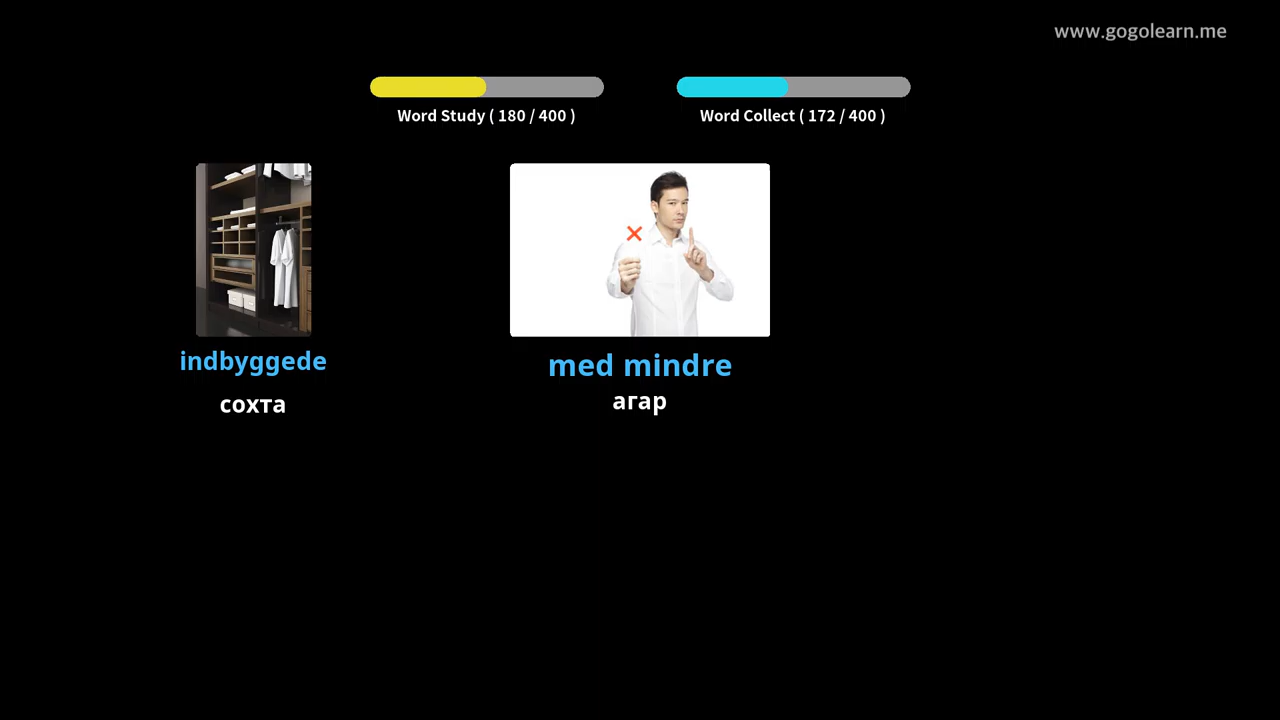 www.gogolearn.me
Word Study ( 180 / 400 )
Word Collect ( 172 / 400 )
indbyggede
сохта
med mindre
агар